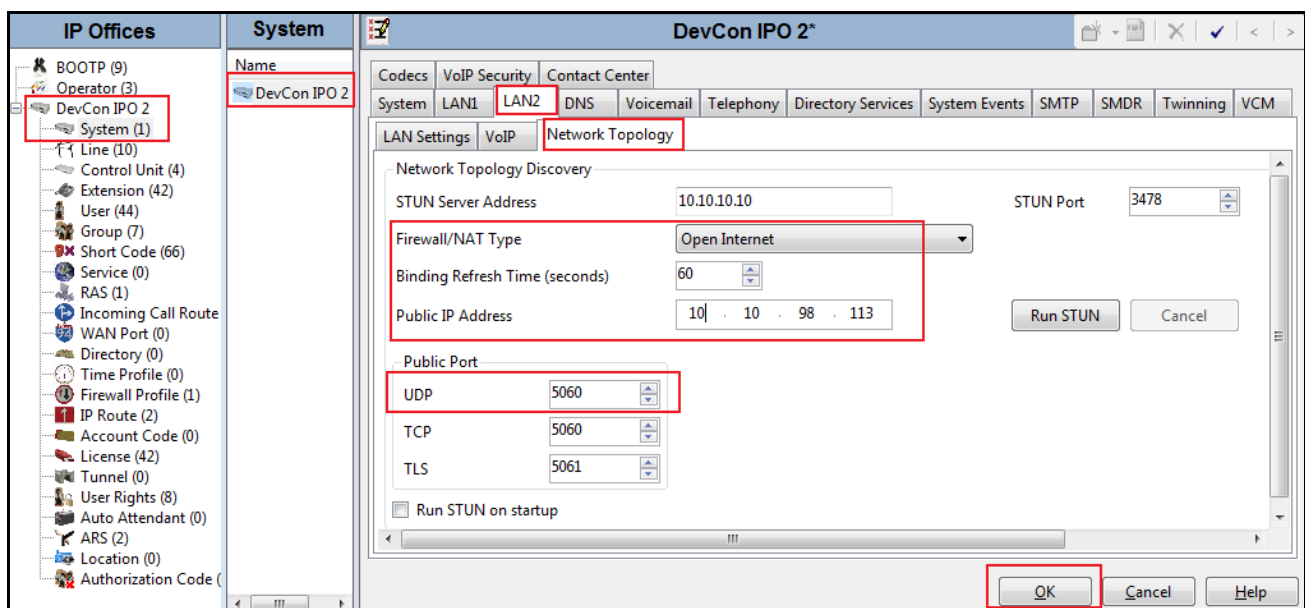 IP Offices
BOOTP (9)
Operator (3)
DevCon IPO 2
System (1)
Line (10)
Control Unit (4)
Extension (42)
User (44)
Group (7)
Short Code (66)
Service (0)
RAS (1)
Incoming Call Route
WAN Port (0)
Directory (0)
Time Profile (0)
Firewall Profile (1)
IP Route (2)
Account Code (0)
License (42)
Tunnel (0)
User Rights (8)
Auto Attendant (0)
ARS (2)
Location (0)
Authorization Code (
System
Name
DevCon IPO 2
DevCon IPO 2*
Codecs VoIP Security Contact Center
System LAN1 LAN2 DNS Voicemail Telephony Directory Services System Events SMTP SMDR Twinning VCM
LAN Settings VoIP Network Topology
Network Topology Discovery
STUN Server Address 10.10.10.10 STUN Port 3478
Firewall/NAT Type Open Internet
Binding Refresh Time (seconds) 60
Public IP Address 10 . 10 . 98 . 113 Run STUN Cancel
Public Port
UDP 5060
TCP 5060
TLS 5061
Run STUN on startup
OK Cancel Help